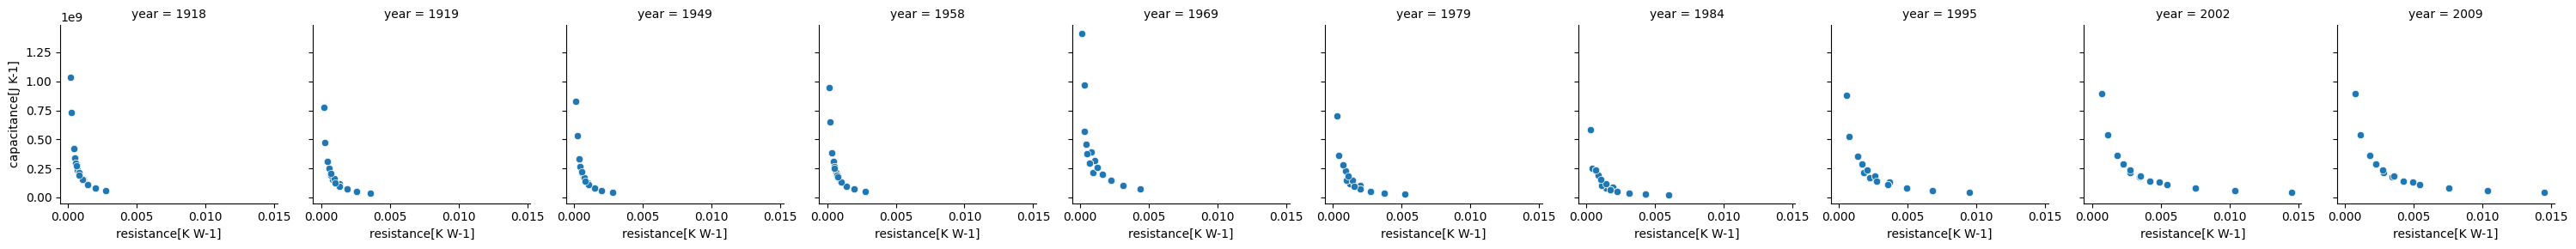 year = 1918 year = 1919 year = 1949 year = 1958 year = 1969 year = 1979 year = 1984 year = 1995 year = 2002 year = 2009
1e9
capacitance[J K-1]
1.25
1.00
0.75
0.50
0.25
0.00
0.000 0.005 0.010 0.015 0.000 0.005 0.010 0.015 0.000 0.005 0.010 0.015 0.000 0.005 0.010 0.015 0.000 0.005 0.010 0.015 0.000 0.005 0.010 0.015 0.000 0.005 0.010 0.015 0.000 0.005 0.010 0.015 0.000 0.005 0.010 0.015 0.000 0.005 0.010 0.015
resistance[K W-1] resistance[K W-1] resistance[K W-1] resistance[K W-1] resistance[K W-1] resistance[K W-1] resistance[K W-1] resistance[K W-1] resistance[K W-1] resistance[K W-1]